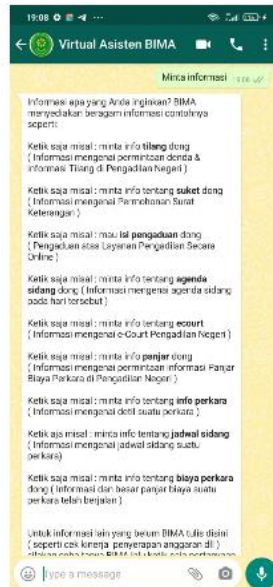 19:08
Virtual Asisten BIMA
Minta informasi
Informasi apa yang Anda inginkan? BIMA
menyediakan beragam informasi contohnya
seperti:
Ketik saja misal : minta info tilang dong
( Informasi mengenai permintaan denda &
informasi Tilang di Pengadilan Negeri )
Ketik saja misal : minta info tentang suket dong
( Informasi mengenai Permohonan Surat
Keterangan )
Ketik saja misal : mau isi pengaduan dong
( Pengaduan atas Layanan Pengadilan Secara
Online )
Ketik saja misal : minta info tentang agenda
sidang dong ( Informasi mengenai agenda sidang
pada hari tersebut )
Ketik saja misal : minta info tentang ecourt
( Informasi mengenai e-Court Pengadilan Negeri )
Ketik saja misal : minta info panjar dong
( Informasi mengenai permintaan informasi Panjar
Biaya Perkara di Pengadilan Negeri )
Ketik saja misal : minta info tentang info perkara
( Informasi mengenai detil suatu perkara )
Ketik aja misal : minta info tentang jadwal sidang
( Informasi mengenai jadwal sidang suatu
perkara)
Ketik saja misal : minta info tentang biaya perkara
dong ( Informasi dan besar panjar biaya suatu
perkara telah berjalan )
Untuk informasi lain yang belum BIMA tulis disini
( seperti cek kinerja penyerapan anggaran dll )
Type a message